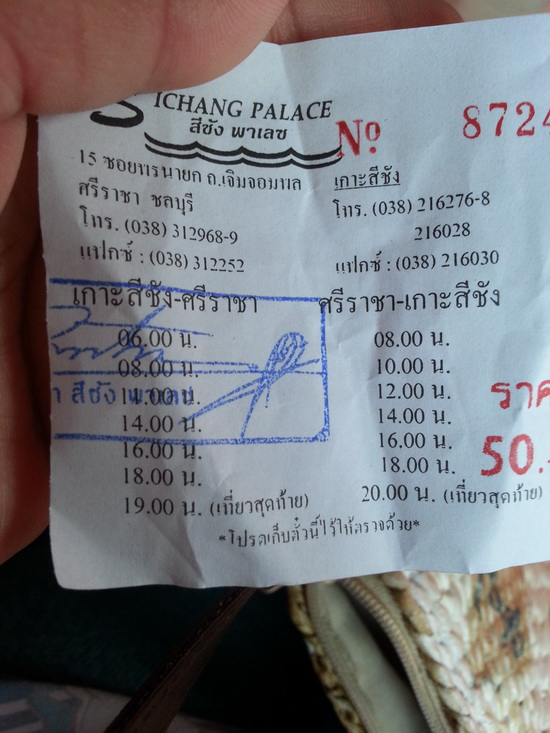 SICHANG PALACE
สีชัง พาเลซ
Nº 8724
15 ซอยพรนายก ถ.เจิมจอมพล
ศรีราชา ชลบุรี
โทร. (038) 312968-9
แฟกซ์ : (038) 312252
เกาะสีชัง
โทร. (038) 216276-8
216028
แฟกซ์ : (038) 216030
เกาะสีชัง-ศรีราชา
06.00 น.
08.00 น.
14.00 น.
16.00 น.
18.00 น.
19.00 น. (เที่ยวสุดท้าย)
ศรีราชา-เกาะสีชัง
08.00 น.
10.00 น.
12.00 น.
14.00 น.
16.00 น.
18.00 น.
20.00 น. (เที่ยวสุดท้าย)
สีชัง
ราค
50.-
*โปรดเก็บตั๋วนี้ไว้ให้ตรวจด้วย*